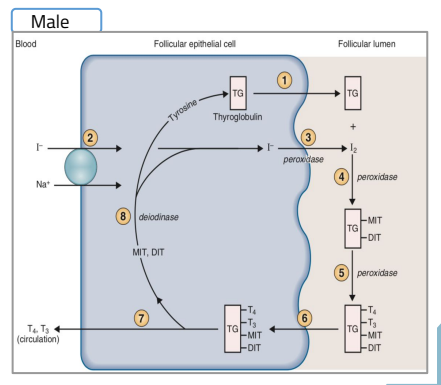 Male
Blood
Follicular epithelial cell
Follicular lumen
1
TG
TG
Tyrosine
Thyroglobulin
+
2
3
I⁻
I⁻
I₂
peroxidase
Na⁺
4
peroxidase
8
deiodinase
TG
MIT
DIT
MIT, DIT
5
peroxidase
7
6
T₄, T₃
(circulation)
TG
T₄
T₃
MIT
DIT
TG
T₄
T₃
MIT
DIT